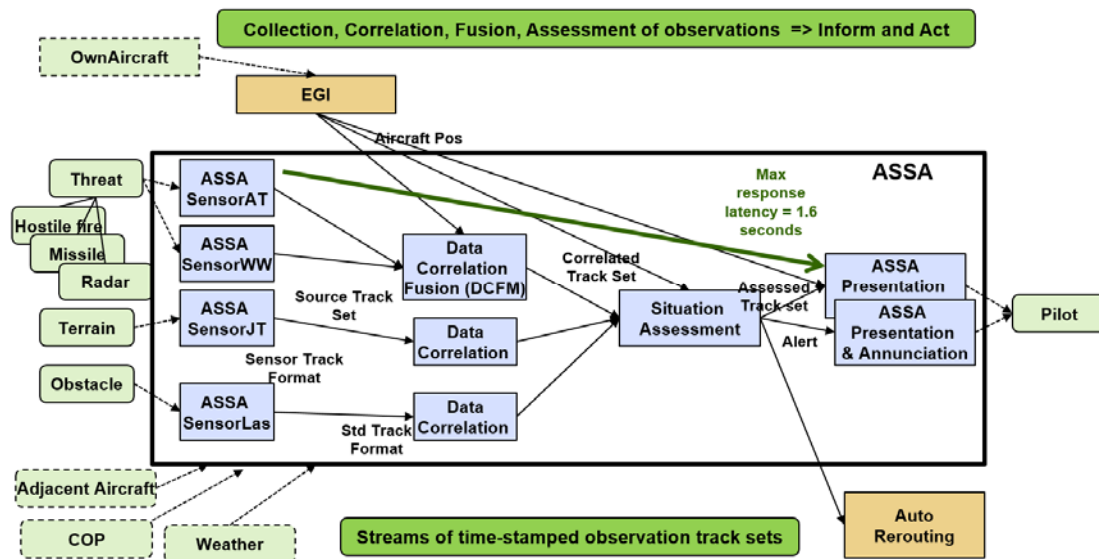 Collection, Correlation, Fusion, Assessment of observations => Inform and Act
OwnAircraft
EGI
Aircraft Pos
ASSA
Threat
Hostile fire
Missile
Radar
Terrain
Obstacle
ASSA
SensorAT
ASSA
SensorWW
ASSA
SensorJT
ASSA
SensorLas
Source Track
Set
Sensor Track
Format
Std Track
Format
Data
Correlation
Fusion (DCFM)
Data
Correlation
Data
Correlation
Correlated
Track Set
Situation
Assessment
Max
response
latency = 1.6
seconds
Assessed
Track set
Alert
ASSA
Presentation
ASSA
Presentation
& Annunciation
Pilot
Adjacent Aircraft
COP
Weather
Streams of time-stamped observation track sets
Auto
Rerouting